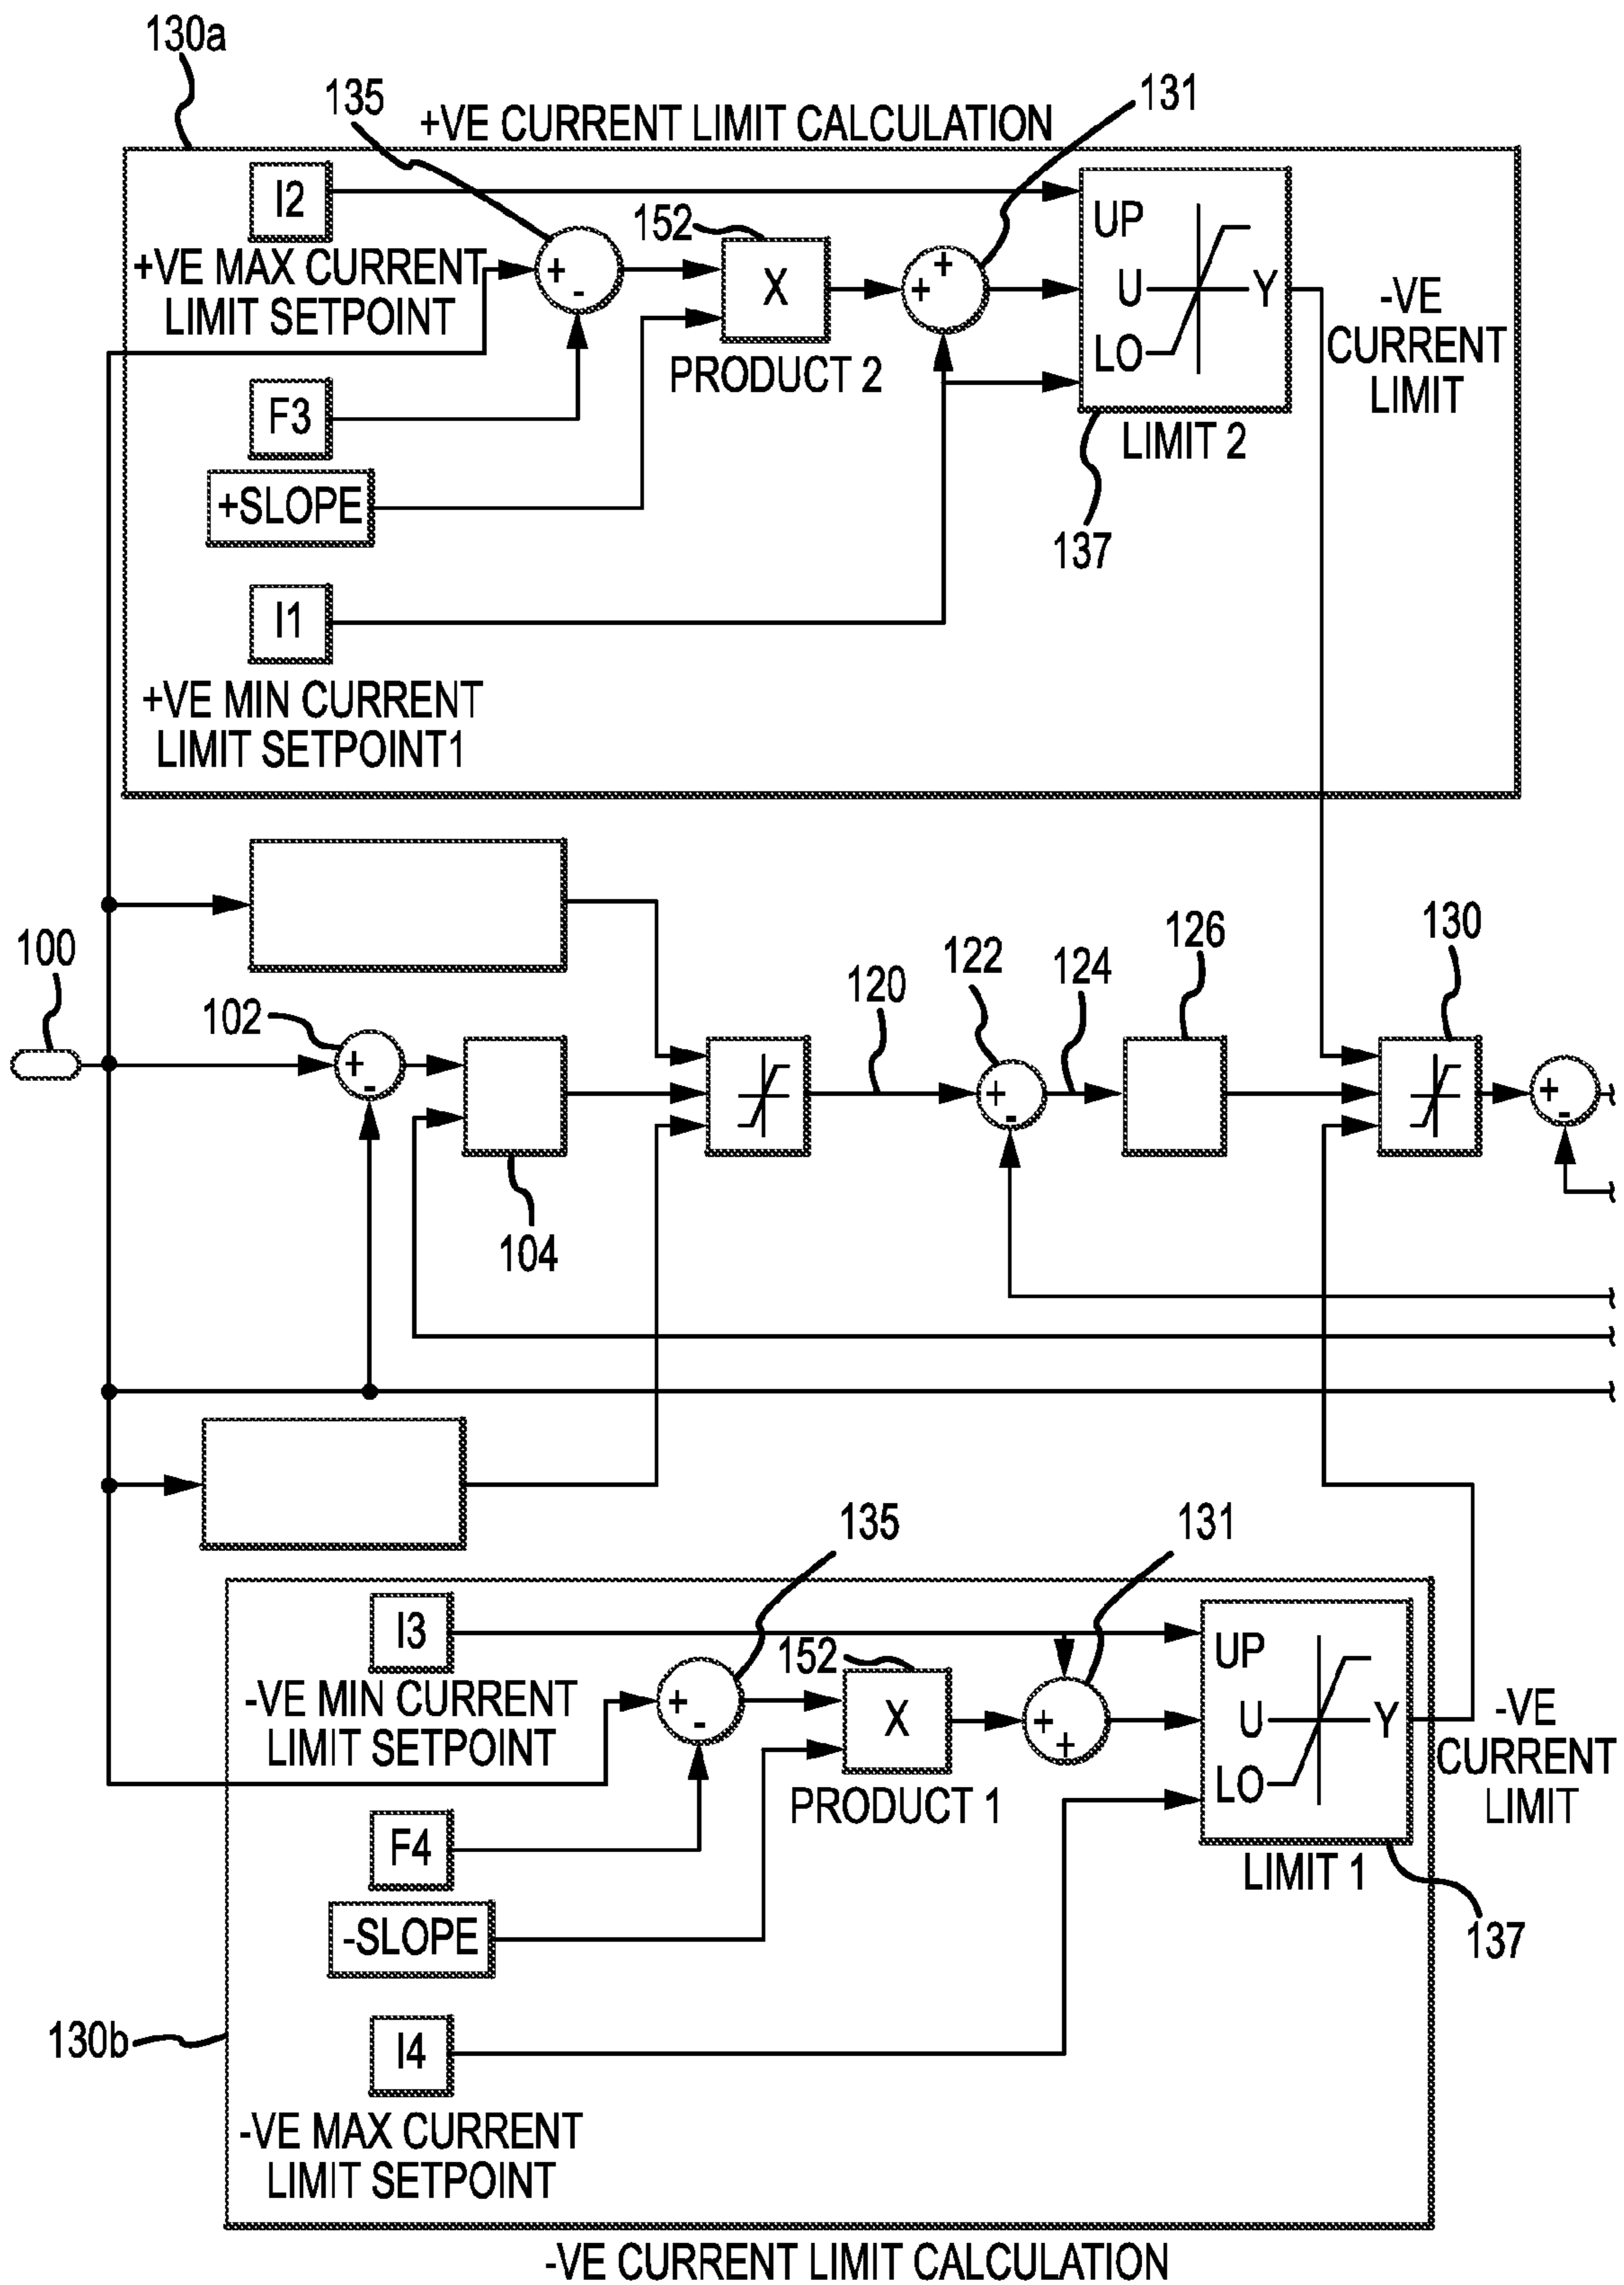 130a
135
131
+VE CURRENT LIMIT CALCULATION
I2
152
UP
+VE MAX CURRENT
LIMIT SETPOINT
+
-
X
+
+
U
Y
LO
-VE
CURRENT
LIMIT
PRODUCT 2
F3
LIMIT 2
+SLOPE
137
I1
+VE MIN CURRENT
LIMIT SETPOINT1
100
102
+
-
104
120
122
+
-
124
126
130
+
-
135
131
I3
152
UP
-VE MIN CURRENT
LIMIT SETPOINT
+
-
X
+
+
U
Y
LO
-VE
CURRENT
LIMIT
PRODUCT 1
F4
LIMIT 1
-SLOPE
137
130b
I4
-VE MAX CURRENT
LIMIT SETPOINT
-VE CURRENT LIMIT CALCULATION